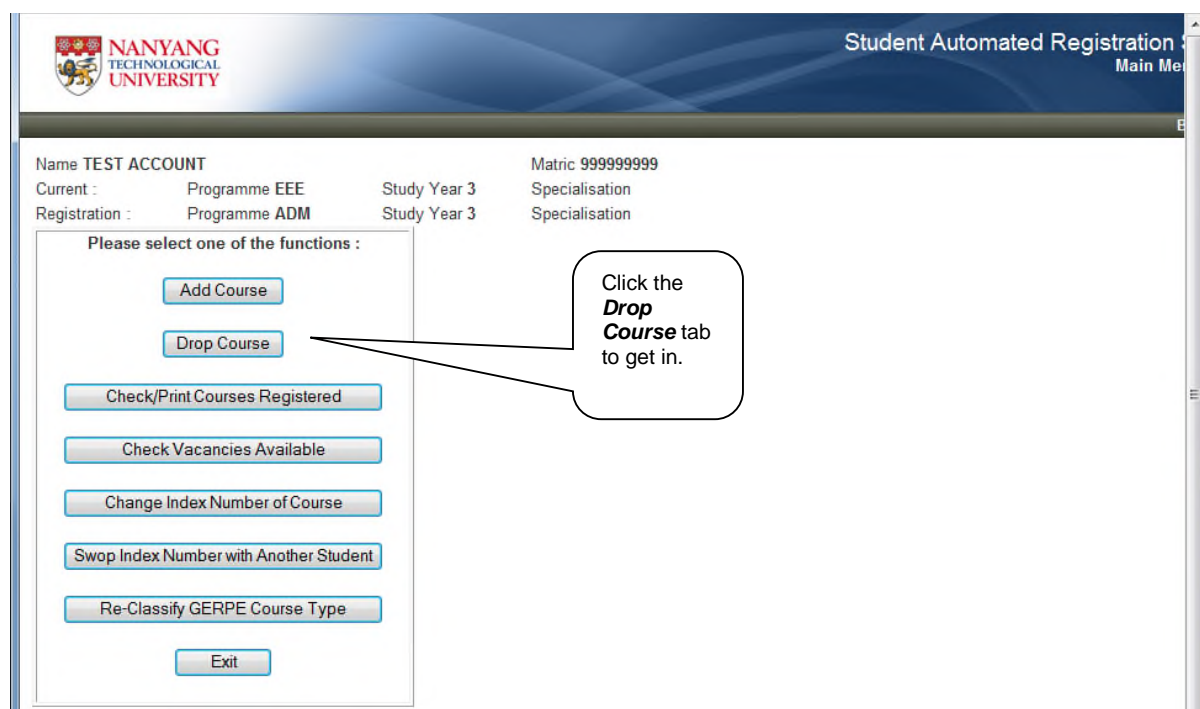 NANYANG
TECHNOLOGICAL
UNIVERSITY
Student Automated Registration
Main
Name TEST ACCOUNT Matric 999999999
Current : Programme EEE Study Year 3 Specialisation
Registration : Programme ADM Study Year 3 Specialisation
Please select one of the functions :
Add Course
Drop Course
Check/Print Courses Registered
Check Vacancies Available
Change Index Number of Course
Swop Index Number with Another Student
Re-Classify GERPE Course Type
Exit
Click the
Drop
Course tab
to get in.